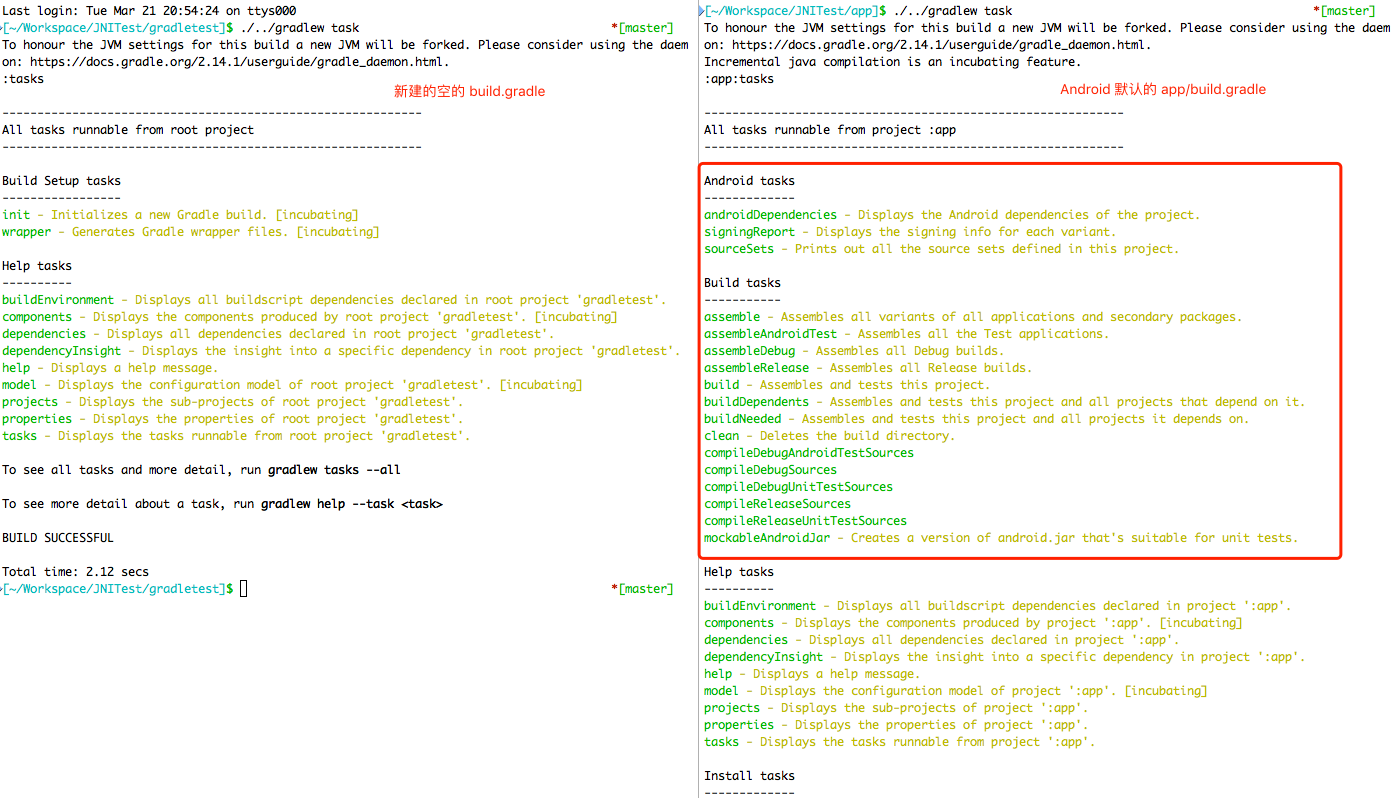 Last login: Tue Mar 21 20:54:24 on ttys000
[~/Workspace/JNITest/gradletest]$ ./../gradlew task *[master]
To honour the JVM settings for this build a new JVM will be forked. Please consider using the daem
on: https://docs.gradle.org/2.14.1/userguide/gradle_daemon.html.
:tasks
新建的空的 build.gradle
------------------------------------------------------------
All tasks runnable from root project
------------------------------------------------------------
Build Setup tasks
-----------------
init - Initializes a new Gradle build. [incubating]
wrapper - Generates Gradle wrapper files. [incubating]
Help tasks
----------
buildEnvironment - Displays all buildscript dependencies declared in root project 'gradletest'.
components - Displays the components produced by root project 'gradletest'. [incubating]
dependencies - Displays all dependencies declared in root project 'gradletest'.
dependencyInsight - Displays the insight into a specific dependency in root project 'gradletest'.
help - Displays a help message.
model - Displays the configuration model of root project 'gradletest'. [incubating]
projects - Displays the sub-projects of root project 'gradletest'.
properties - Displays the properties of root project 'gradletest'.
tasks - Displays the tasks runnable from root project 'gradletest'.
To see all tasks and more detail, run gradlew tasks --all
To see more detail about a task, run gradlew help --task <task>
BUILD SUCCESSFUL
Total time: 2.12 secs
[~/Workspace/JNITest/gradletest]$ *[master]
[~/Workspace/JNITest/app]$ ./../gradlew task *[master]
To honour the JVM settings for this build a new JVM will be forked. Please consider using the daem
on: https://docs.gradle.org/2.14.1/userguide/gradle_daemon.html.
Incremental java compilation is an incubating feature.
:app:tasks
Android 默认的 app/build.gradle
------------------------------------------------------------
All tasks runnable from project :app
------------------------------------------------------------
Android tasks
-------------
androidDependencies - Displays the Android dependencies of the project.
signingReport - Displays the signing info for each variant.
sourceSets - Prints out all the source sets defined in this project.
Build tasks
-----------
assemble - Assembles all variants of all applications and secondary packages.
assembleAndroidTest - Assembles all the Test applications.
assembleDebug - Assembles all Debug builds.
assembleRelease - Assembles all Release builds.
build - Assembles and tests this project.
buildDependents - Assembles and tests this project and all projects that depend on it.
buildNeeded - Assembles and tests this project and all projects it depends on.
clean - Deletes the build directory.
compileDebugAndroidTestSources
compileDebugSources
compileDebugUnitTestSources
compileReleaseSources
compileReleaseUnitTestSources
mockableAndroidJar - Creates a version of android.jar that's suitable for unit tests.
Help tasks
----------
buildEnvironment - Displays all buildscript dependencies declared in project ':app'.
components - Displays the components produced by project ':app'. [incubating]
dependencies - Displays all dependencies declared in project ':app'.
dependencyInsight - Displays the insight into a specific dependency in project ':app'.
help - Displays a help message.
model - Displays the configuration model of project ':app'. [incubating]
projects - Displays the sub-projects of project ':app'.
properties - Displays the properties of project ':app'.
tasks - Displays the tasks runnable from project ':app'.
Install tasks
-------------